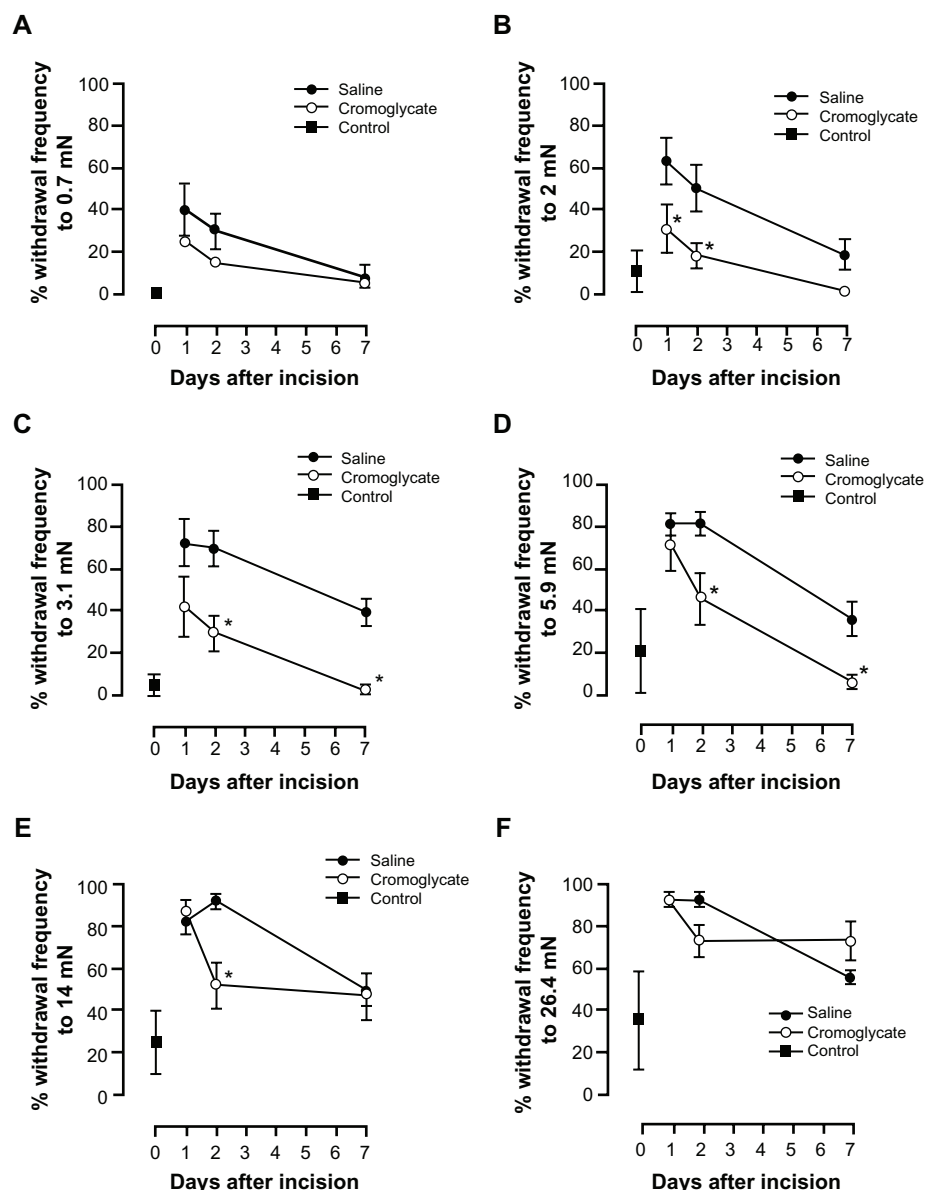 A
% withdrawal frequency
to 0.7 mN
100
80
60
40
20
0
Saline
Cromoglycate
Control
0 1 2 3 4 5 6 7
Days after incision
B
% withdrawal frequency
to 2 mN
100
80
60
40
20
0
Saline
Cromoglycate
Control
*
*
0 1 2 3 4 5 6 7
Days after incision
C
% withdrawal frequency
to 3.1 mN
100
80
60
40
20
0
Saline
Cromoglycate
Control
*
*
0 1 2 3 4 5 6 7
Days after incision
D
% withdrawal frequency
to 5.9 mN
100
80
60
40
20
0
Saline
Cromoglycate
Control
*
*
0 1 2 3 4 5 6 7
Days after incision
E
% withdrawal frequency
to 14 mN
100
80
60
40
20
0
Saline
Cromoglycate
Control
*
0 1 2 3 4 5 6 7
Days after incision
F
% withdrawal frequency
to 26.4 mN
100
80
60
40
20
0
Saline
Cromoglycate
Control
0 1 2 3 4 5 6 7
Days after incision